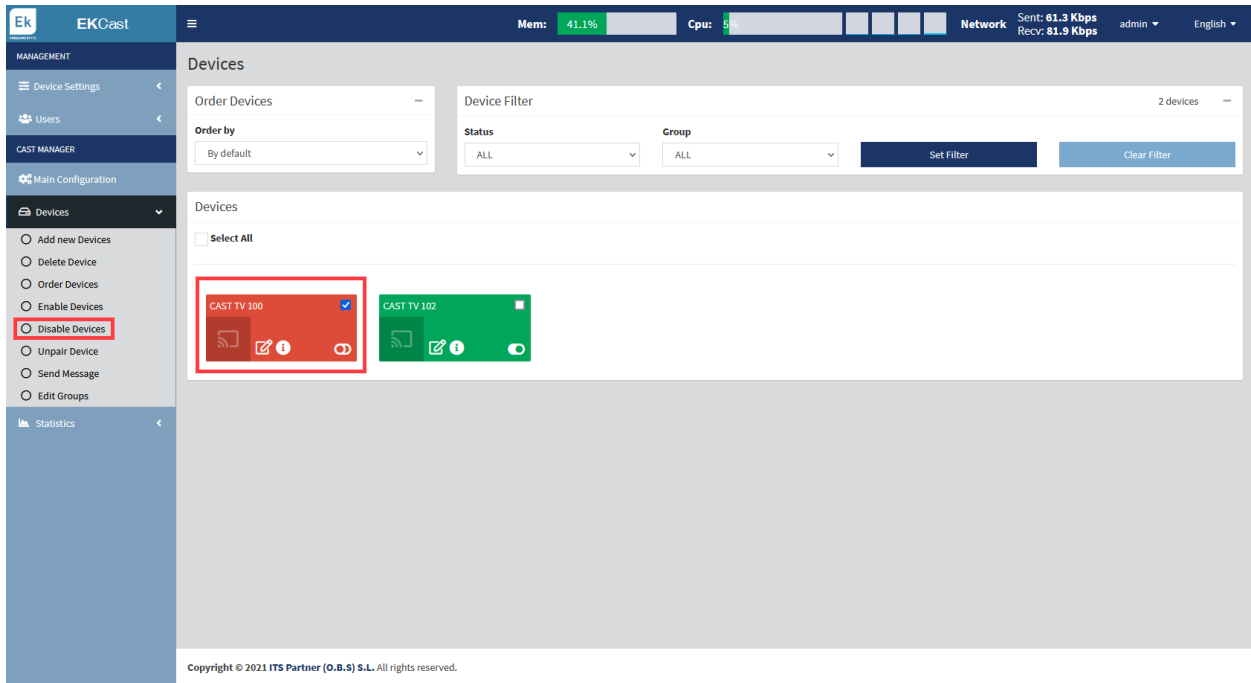 Ek
EKCast
Mem: 41.1% Cpu: 5% Network Sent: 61.3 Kbps
Recv: 81.9 Kbps
admin English
MANAGEMENT
Device Settings
Users
CAST MANAGER
Main Configuration
Devices
Add new Devices
Delete Device
Order Devices
Enable Devices
Disable Devices
Unpair Device
Send Message
Edit Groups
Statistics
Devices
Order Devices
Order by
By default
Device Filter 2 devices
Status Group
ALL ALL Set Filter Clear Filter
Devices
Select All
CAST TV 100 CAST TV 102
Copyright © 2021 ITS Partner (O.B.S) S.L. All rights reserved.